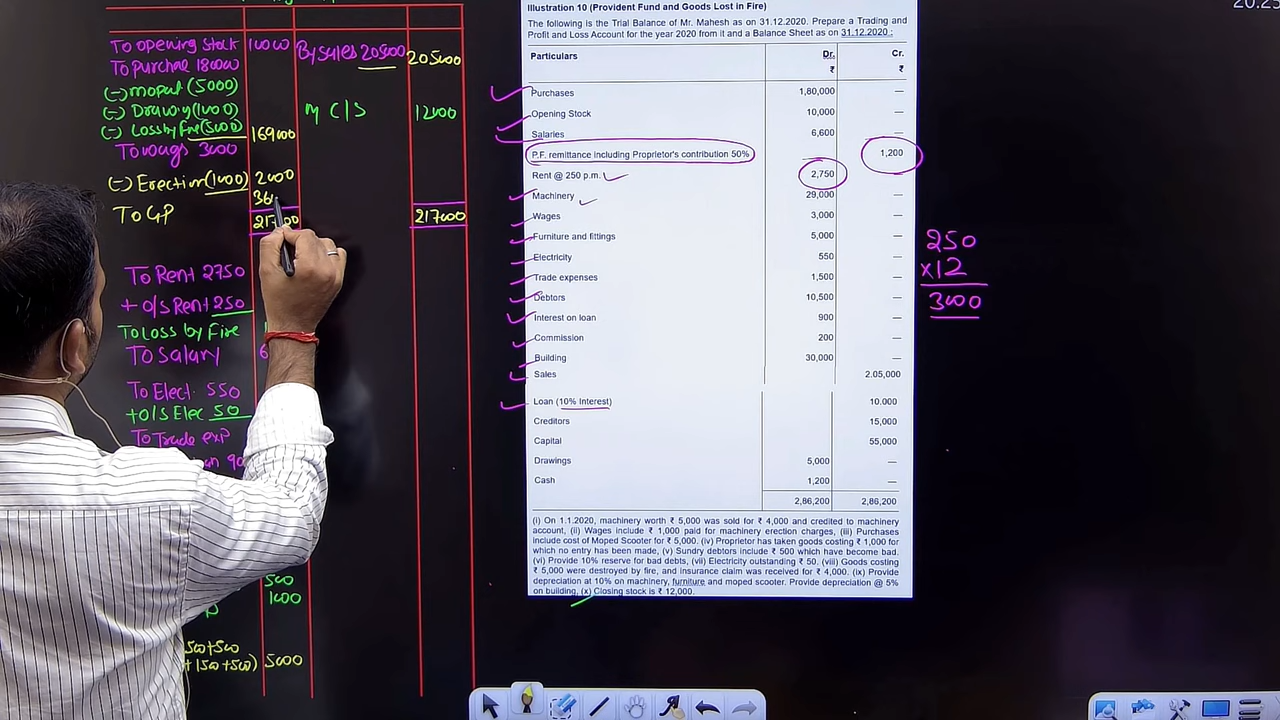 20:25
To opening stock 10000 By Sales 205000 205000
To purchase 180000
(-) moped (5000)
(-) Drawing (1000) By C/S 12000
(-) Loss by Fire (5000) 169000
To wages 3000
(-) Erection (1000) 2000
To GP 217000 217000
To Rent 2750
+ o/s Rent 250
To Loss by Fire
To Salary 6
To Elect. 550
+ o/s Elec 50
To Trade exp
500
1000
500+500
+ 1500+500) 5000
Illustration 10 (Provident Fund and Goods Lost in Fire)
The following is the Trial Balance of Mr. Mahesh as on 31.12.2020. Prepare a Trading and
Profit and Loss Account for the year 2020 from it and a Balance Sheet as on 31.12.2020 :
Particulars Dr. Cr.
₹ ₹
Purchases 1,80,000 —
Opening Stock 10,000 —
Salaries 6,600 —
P.F. remittance including Proprietor's contribution 50% 1,200
Rent @ 250 p.m. 2,750 —
Machinery 29,000 —
Wages 3,000 —
Furniture and fittings 5,000 —
Electricity 550 —
Trade expenses 1,500 —
Debtors 10,500 —
Interest on loan 900 —
Commission 200 —
Building 30,000 —
Sales 2.05,000
Loan (10% Interest) 10.000
Creditors 15,000
Capital 55,000
Drawings 5,000 —
Cash 1,200 —
2,86,200 2,86,200
(i) On 1.1.2020, machinery worth ₹ 5,000 was sold for ₹ 4,000 and credited to machinery
account, (ii) Wages include ₹ 1,000 paid for machinery erection charges, (iii) Purchases
include cost of Moped Scooter for ₹ 5,000. (iv) Proprietor has taken goods costing ₹ 1,000 for
which no entry has been made, (v) Sundry debtors include ₹ 500 which have become bad.
(vi) Provide 10% reserve for bad debts, (vii) Electricity outstanding ₹ 50. (viii) Goods costing
₹ 5,000 were destroyed by fire, and insurance claim was received for ₹ 4,000. (ix) Provide
depreciation at 10% on machinery, furniture and moped scooter. Provide depreciation @ 5%
on building, (x) Closing stock is ₹ 12,000.
250
x12
3000